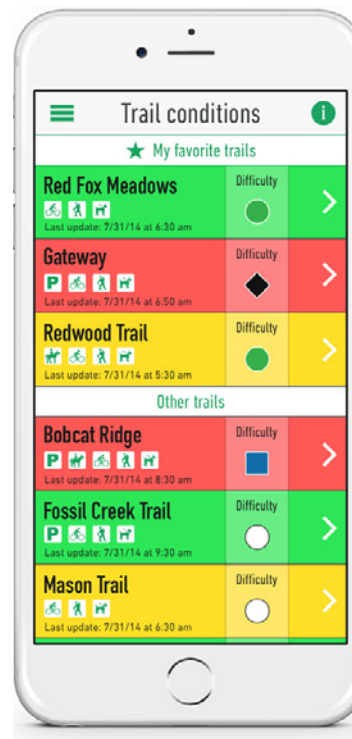 Trail conditions
i
My favorite trails
Red Fox Meadows
Difficulty
Last update: 7/31/14 at 6:30 am
Gateway
Difficulty
P
Last update: 7/31/14 at 6:50 am
Redwood Trail
Difficulty
Last update: 7/31/14 at 5:30 am
Other trails
Bobcat Ridge
Difficulty
P
Last update: 7/31/14 at 8:30 am
Fossil Creek Trail
Difficulty
P
Last update: 7/31/14 at 9:30 am
Mason Trail
Difficulty
Last update: 7/31/14 at 6:30 am